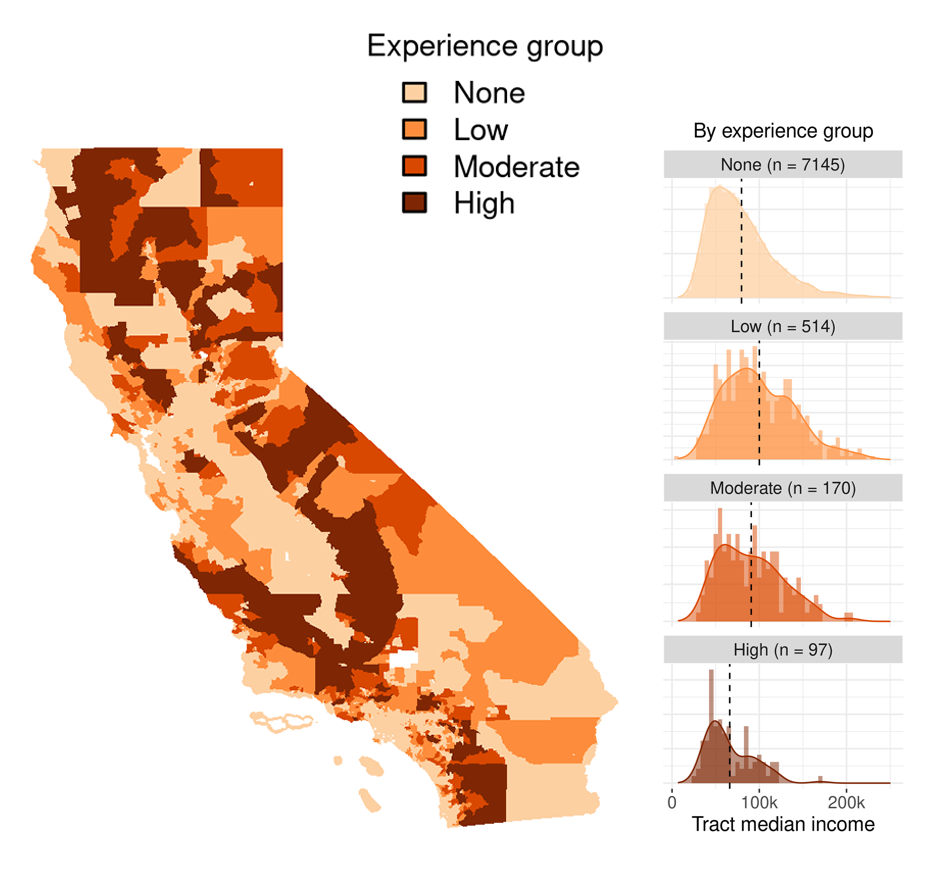 Experience group
None
Low
Moderate
High
By experience group
None (n = 7145)
Low (n = 514)
Moderate (n = 170)
High (n = 97)
0 100k 200k
Tract median income